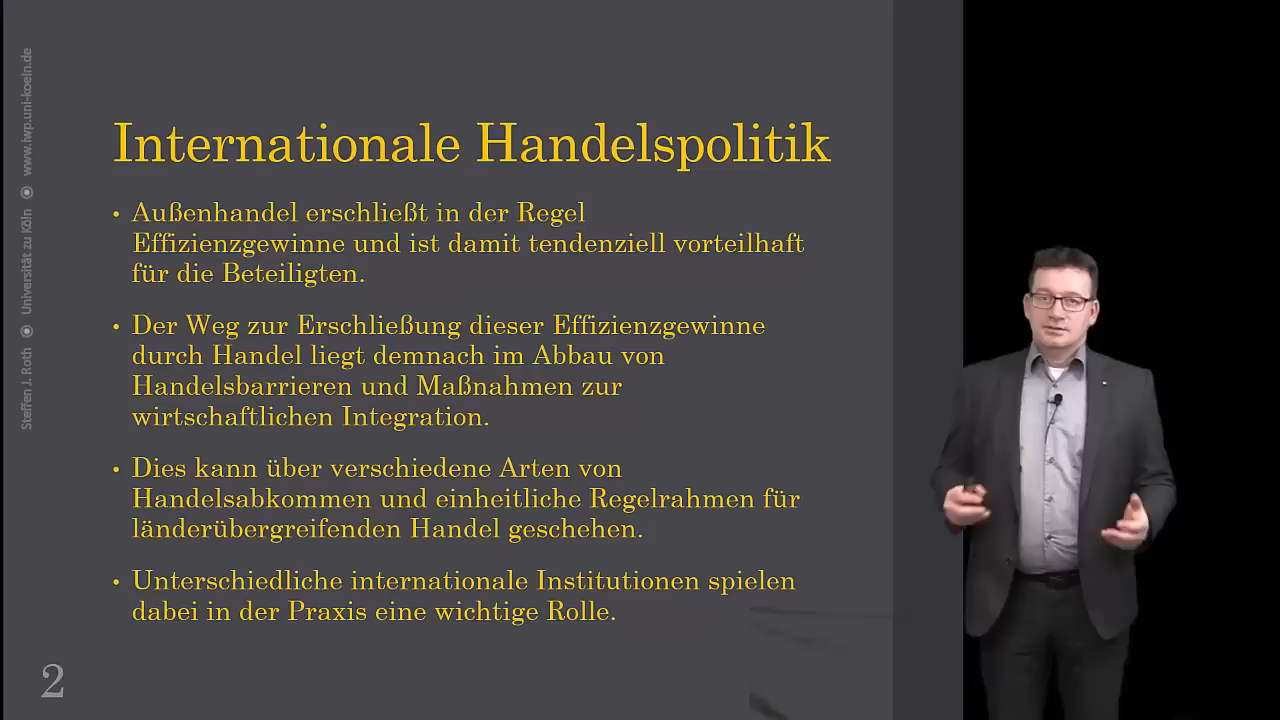 Internationale Handelspolitik
• Außenhandel erschließt in der Regel
Effizienzgewinne und ist damit tendenziell vorteilhaft
für die Beteiligten.
• Der Weg zur Erschließung dieser Effizienzgewinne
durch Handel liegt demnach im Abbau von
Handelsbarrieren und Maßnahmen zur
wirtschaftlichen Integration.
• Dies kann über verschiedene Arten von
Handelsabkommen und einheitliche Regelrahmen für
länderübergreifenden Handel geschehen.
• Unterschiedliche internationale Institutionen spielen
dabei in der Praxis eine wichtige Rolle.
2
Steffen J. Roth ◉ Universität zu Köln ◉ www.iwp.uni-koeln.de